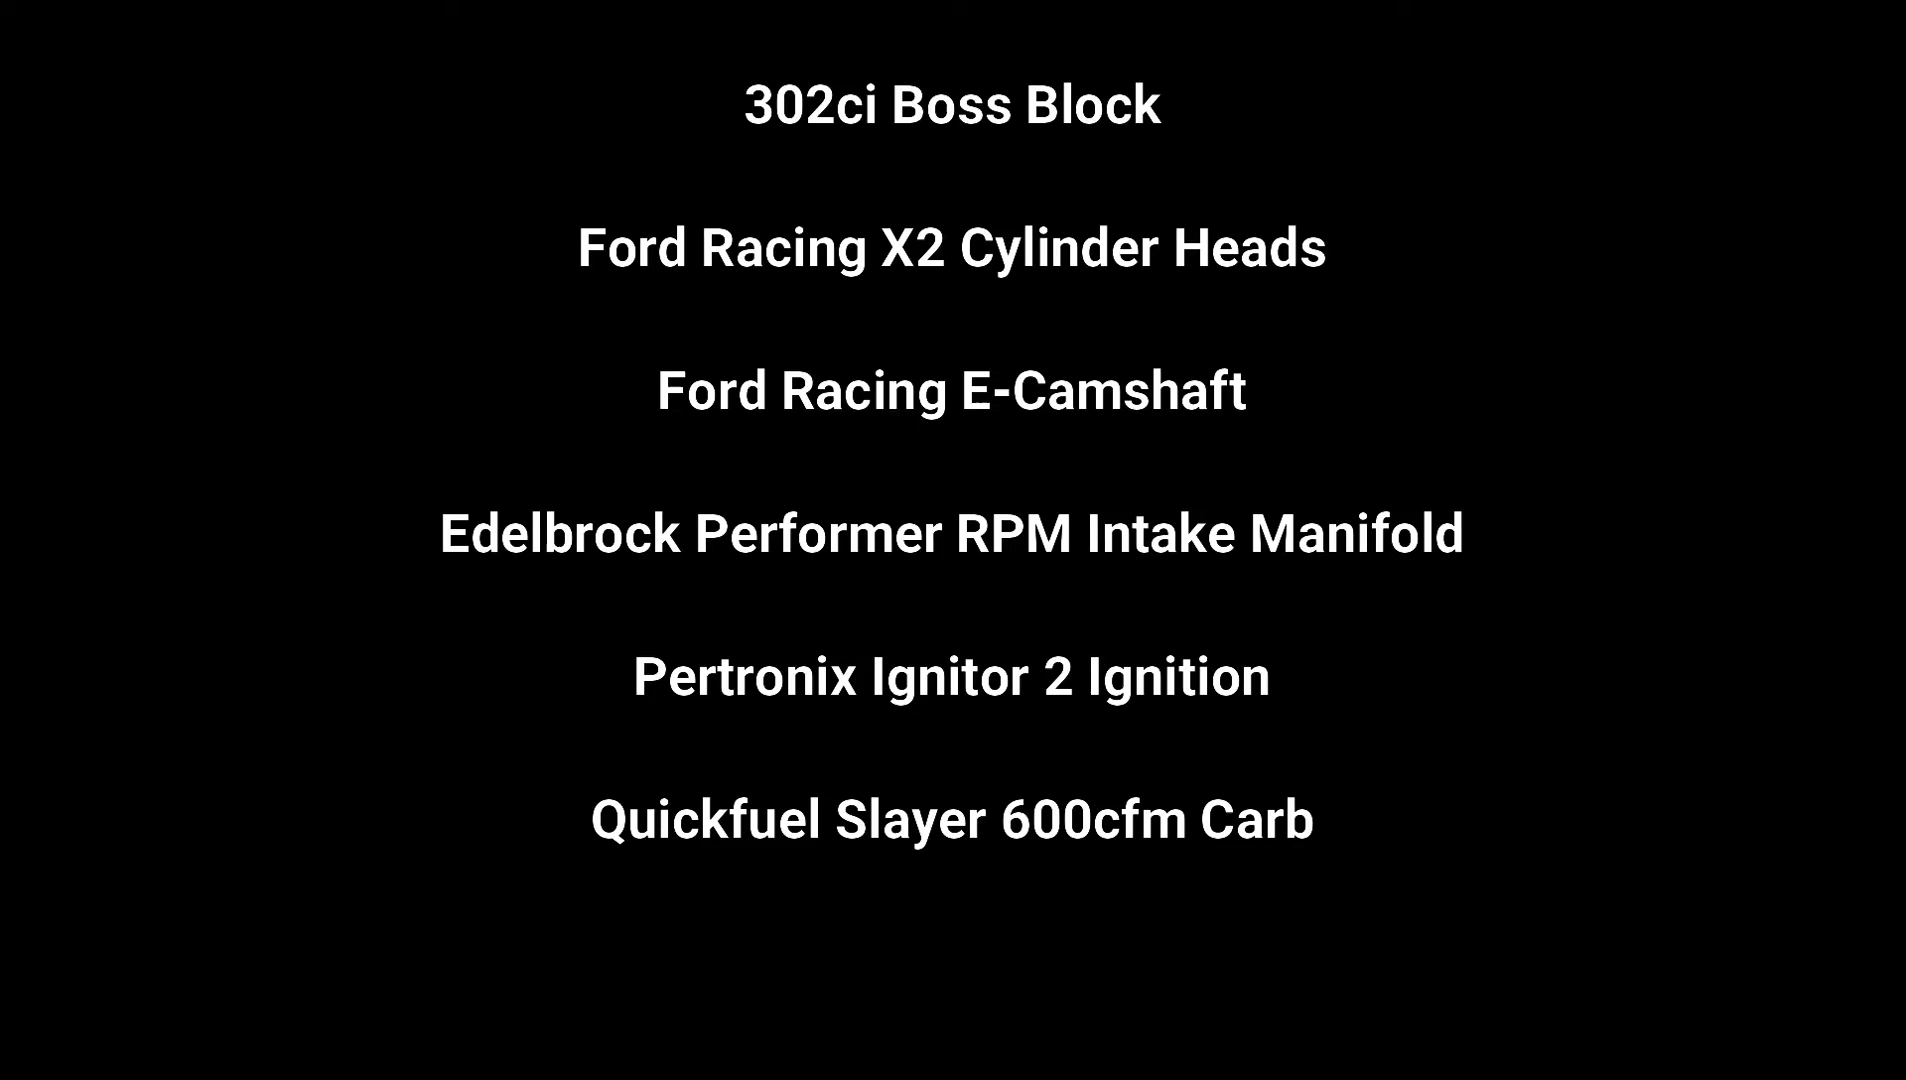 302ci Boss Block
Ford Racing X2 Cylinder Heads
Ford Racing E-Camshaft
Edelbrock Performer RPM Intake Manifold
Pertronix Ignitor 2 Ignition
Quickfuel Slayer 600cfm Carb